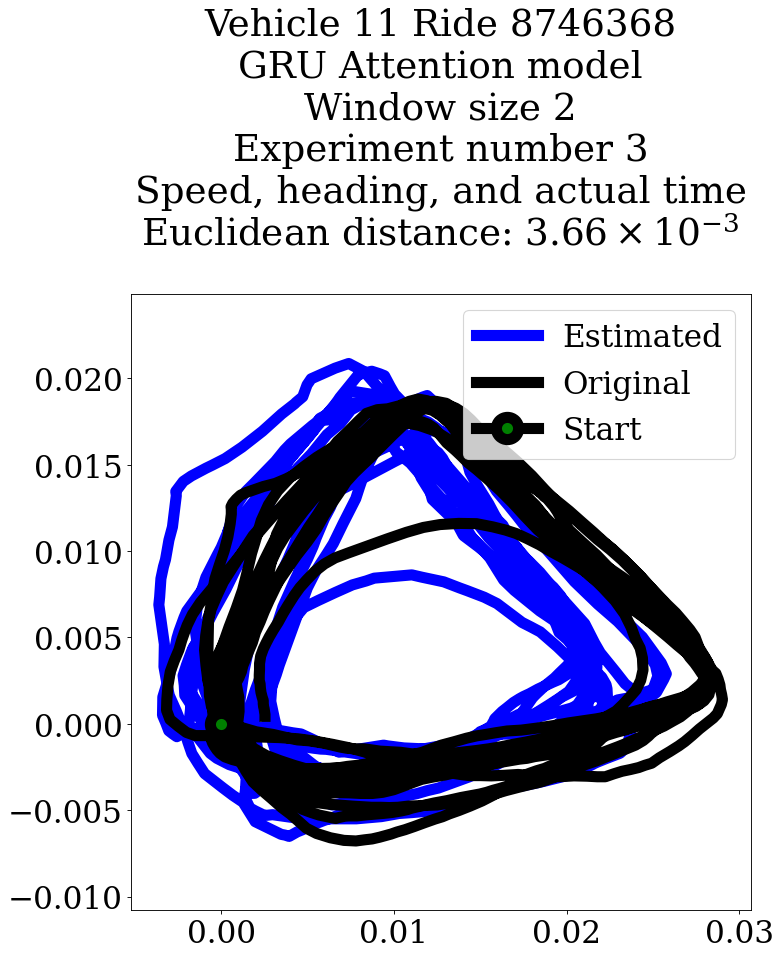 Vehicle 11 Ride 8746368
GRU Attention model
Window size 2
Experiment number 3
Speed, heading, and actual time
Euclidean distance: 3.66 × 10⁻³
Estimated
Original
Start
0.020
0.015
0.010
0.005
0.000
−0.005
−0.010
0.00 0.01 0.02 0.03